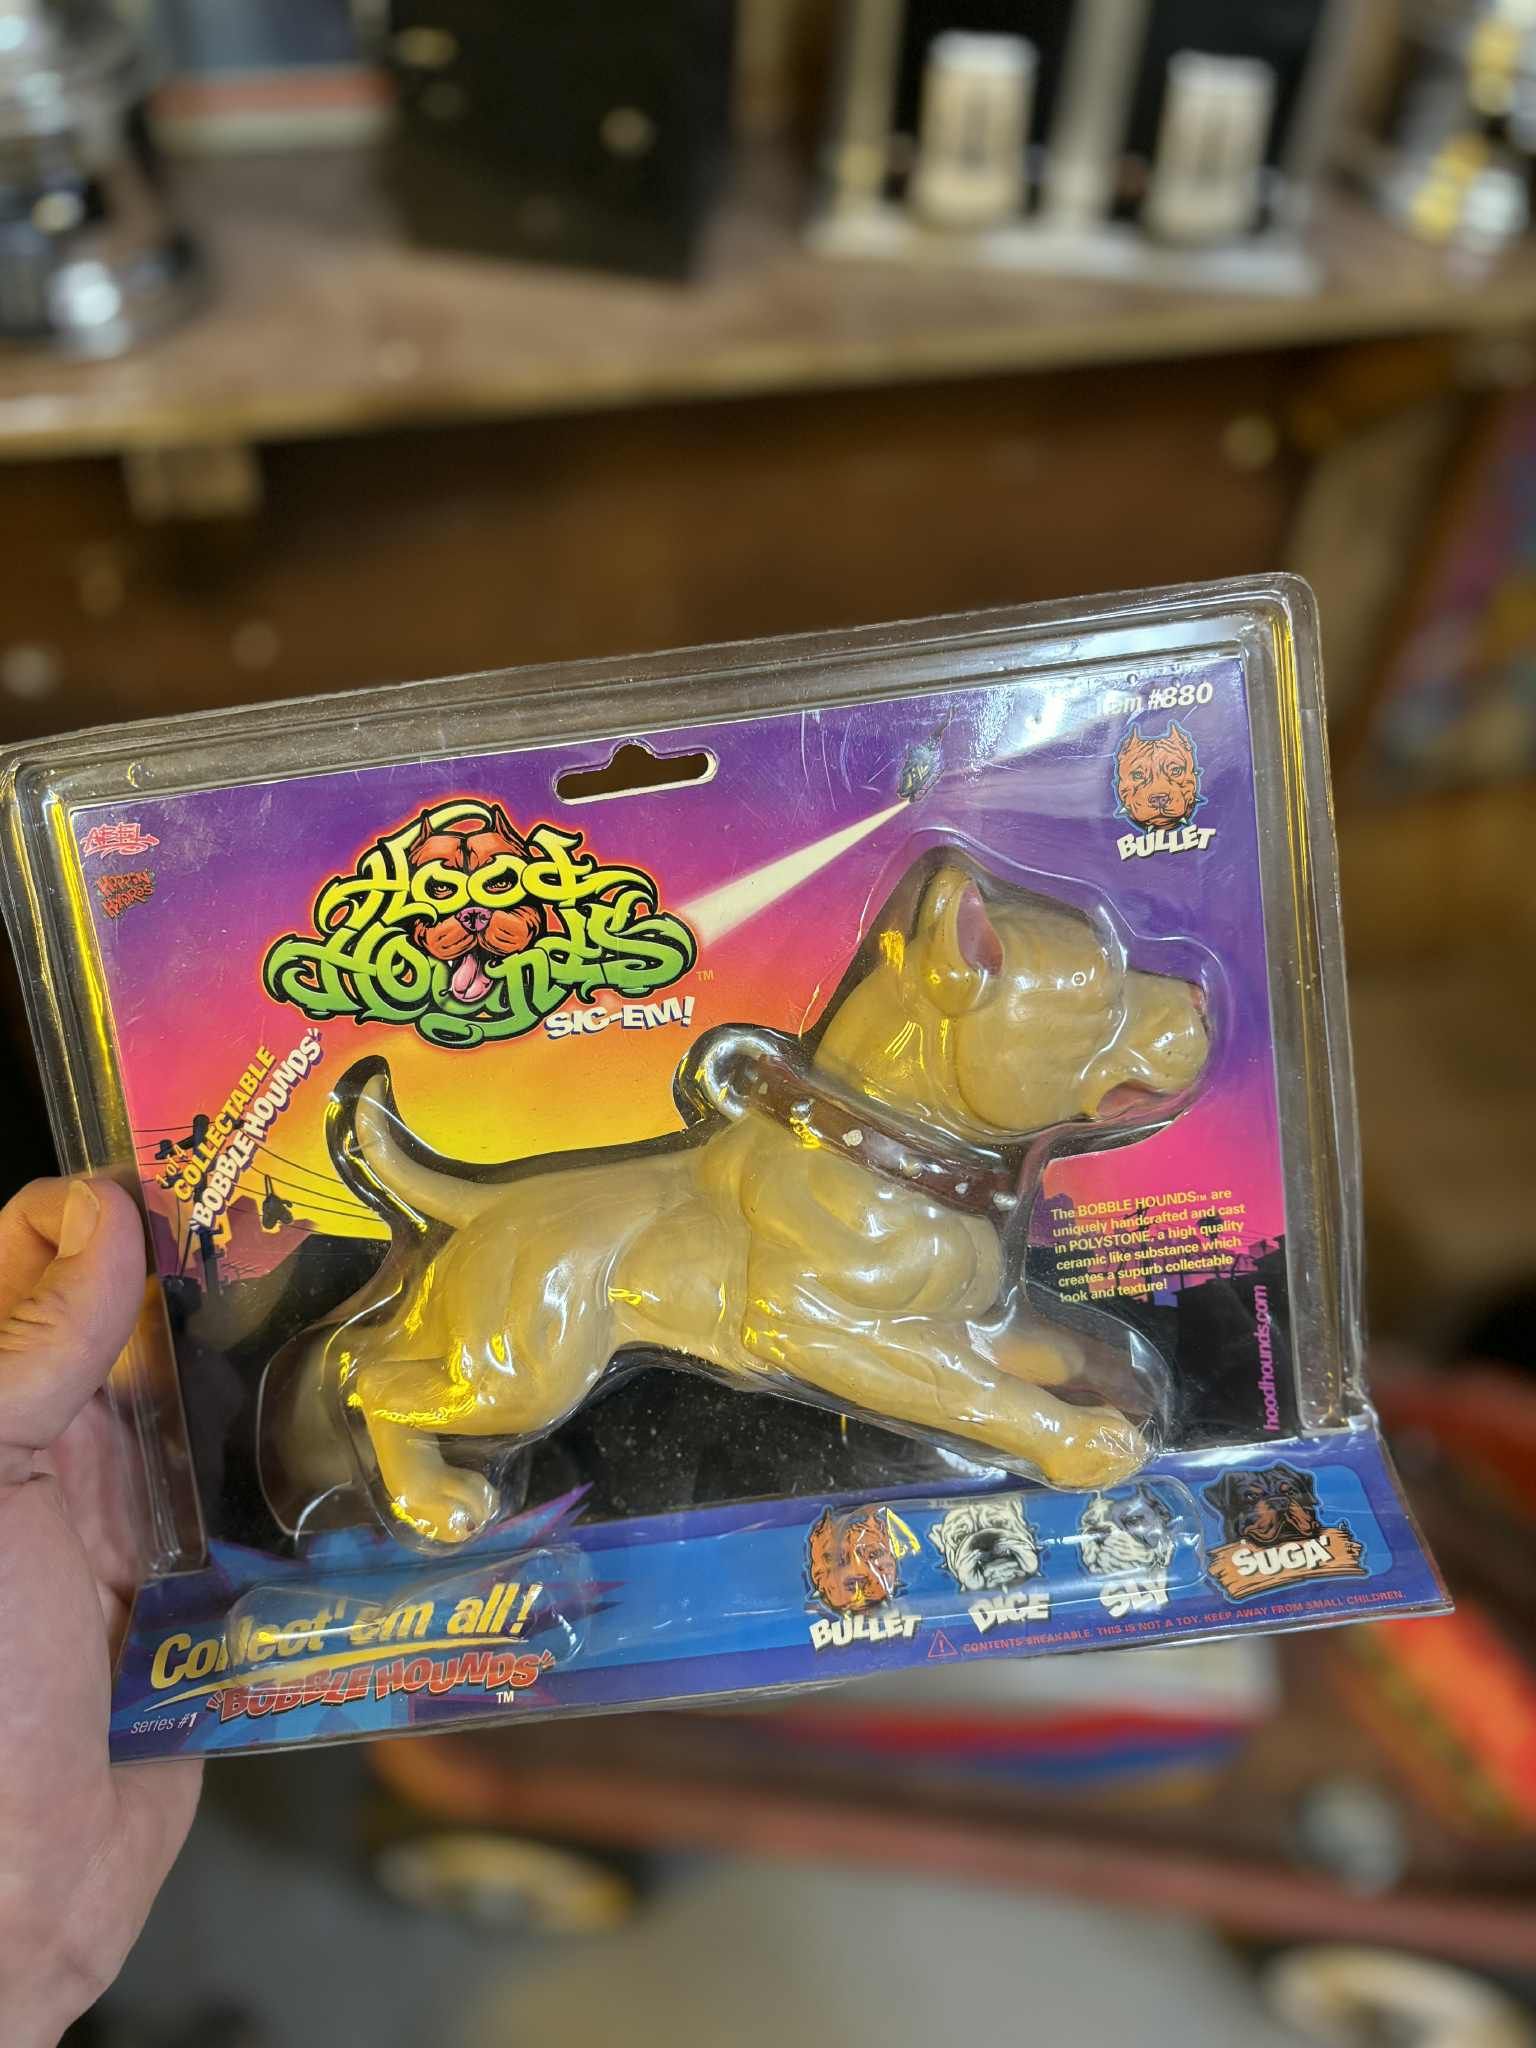 Item #880
BULLET
Hood
Hounds
TM
SIC-EM!
COLLECTABLE
"BOBBLE HOUNDS"
The BOBBLE HOUNDS™ are
uniquely handcrafted and cast
in POLYSTONE, a high quality
ceramic like substance which
creates a supurb collectable
look and texture!
hoodhounds.com
Collect' em all!
"BOBBLE HOUNDS"
TM
series #1
BULLET
DICE
SLY
SUGA'
CONTENTS BREAKABLE. THIS IS NOT A TOY. KEEP AWAY FROM SMALL CHILDREN.